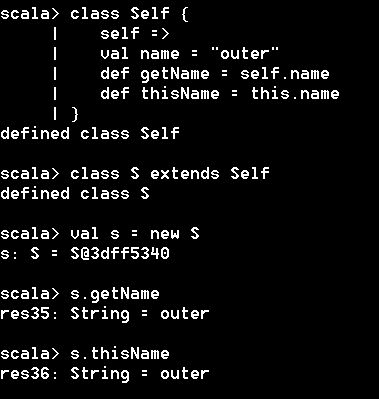 scala> class Self {
     |    self =>
     |    val name = "outer"
     |    def getName = self.name
     |    def thisName = this.name
     | }
defined class Self
scala> class S extends Self
defined class S
scala> val s = new S
s: S = S@3dff5340
scala> s.getName
res35: String = outer
scala> s.thisName
res36: String = outer